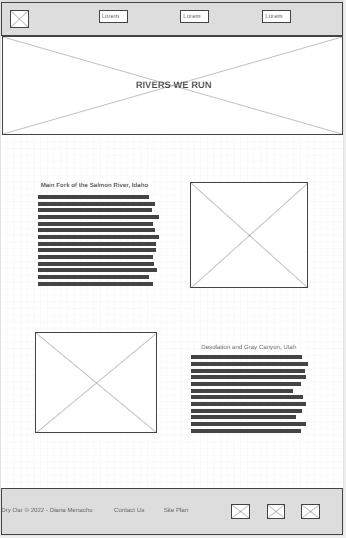 Lorem
Lorem
Lorem
RIVERS WE RUN
Main Fork of the Salmon River, Idaho
Desolation and Gray Canyon, Utah
Dry Oar © 2022 - Diana Menacho
Contact Us
Site Plan